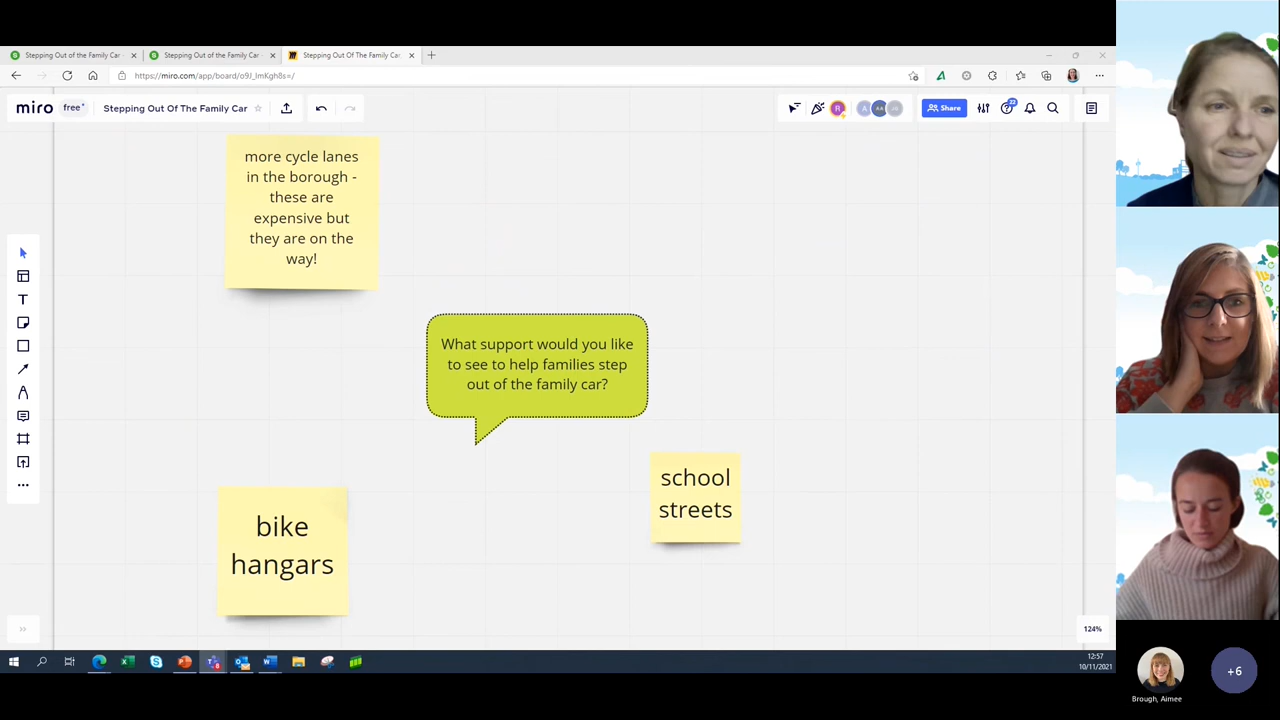 Stepping Out of the Family Car
Stepping Out of the Family Car
Stepping Out Of The Family Car
https://miro.com/app/board/o9J_lmKgh8s=/
miro
free
Stepping Out Of The Family Car
R
A
Share
22
more cycle lanes
in the borough -
these are
expensive but
they are on the
way!
What support would you like
to see to help families step
out of the family car?
school
streets
bike
hangars
124%
12:57
10/11/2021
+6
Brough, Aimee